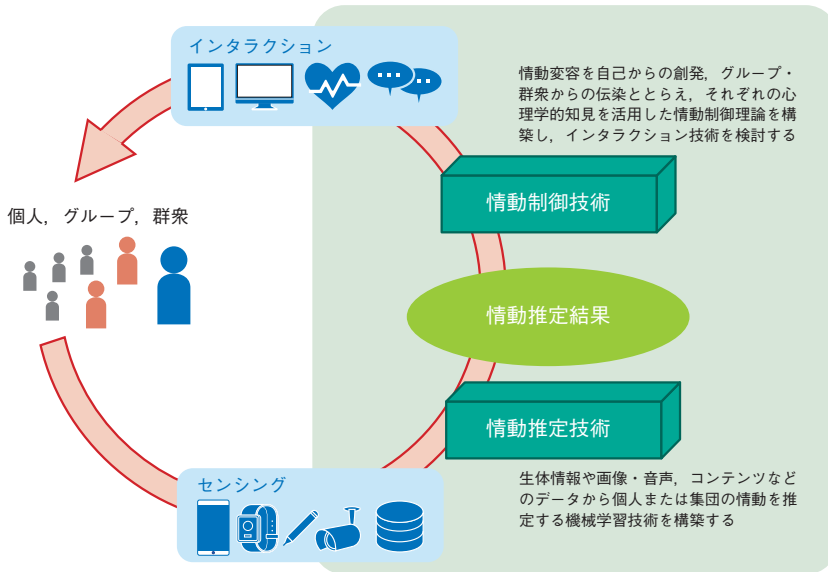 インタラクション
情動変容を自己からの創発，グループ・
群衆からの伝染ととらえ，それぞれの心
理学的知見を活用した情動制御理論を構
築し，インタラクション技術を検討する
情動制御技術
個人，グループ，群衆
情動推定結果
情動推定技術
センシング
生体情報や画像・音声，コンテンツなど
のデータから個人または集団の情動を推
定する機械学習技術を構築する